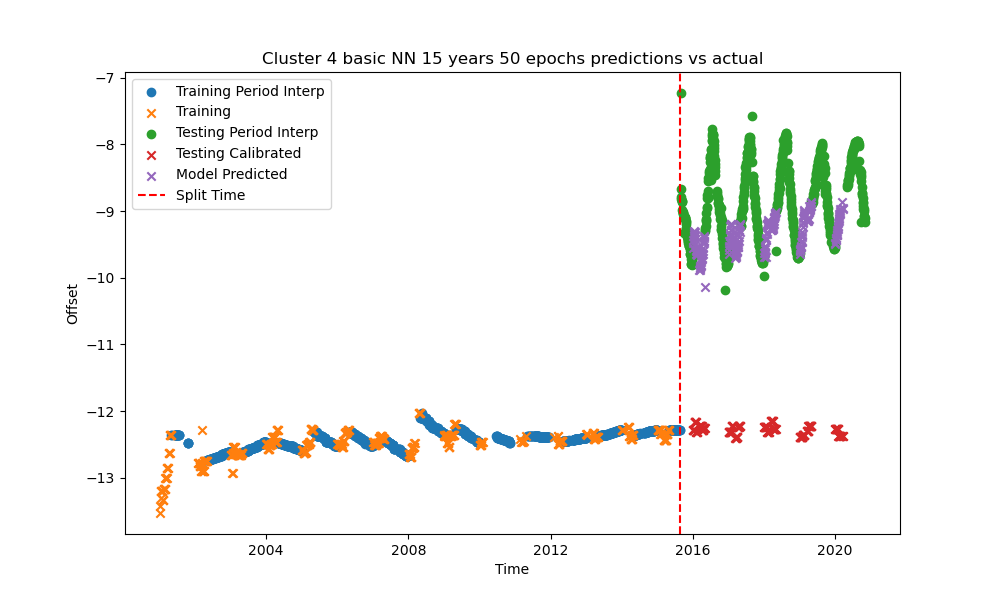 Cluster 4 basic NN 15 years 50 epochs predictions vs actual
Training Period Interp
Training
Testing Period Interp
Testing Calibrated
Model Predicted
Split Time
−7
−8
−9
−10
−11
−12
−13
Offset
2004 2008 2012 2016 2020
Time